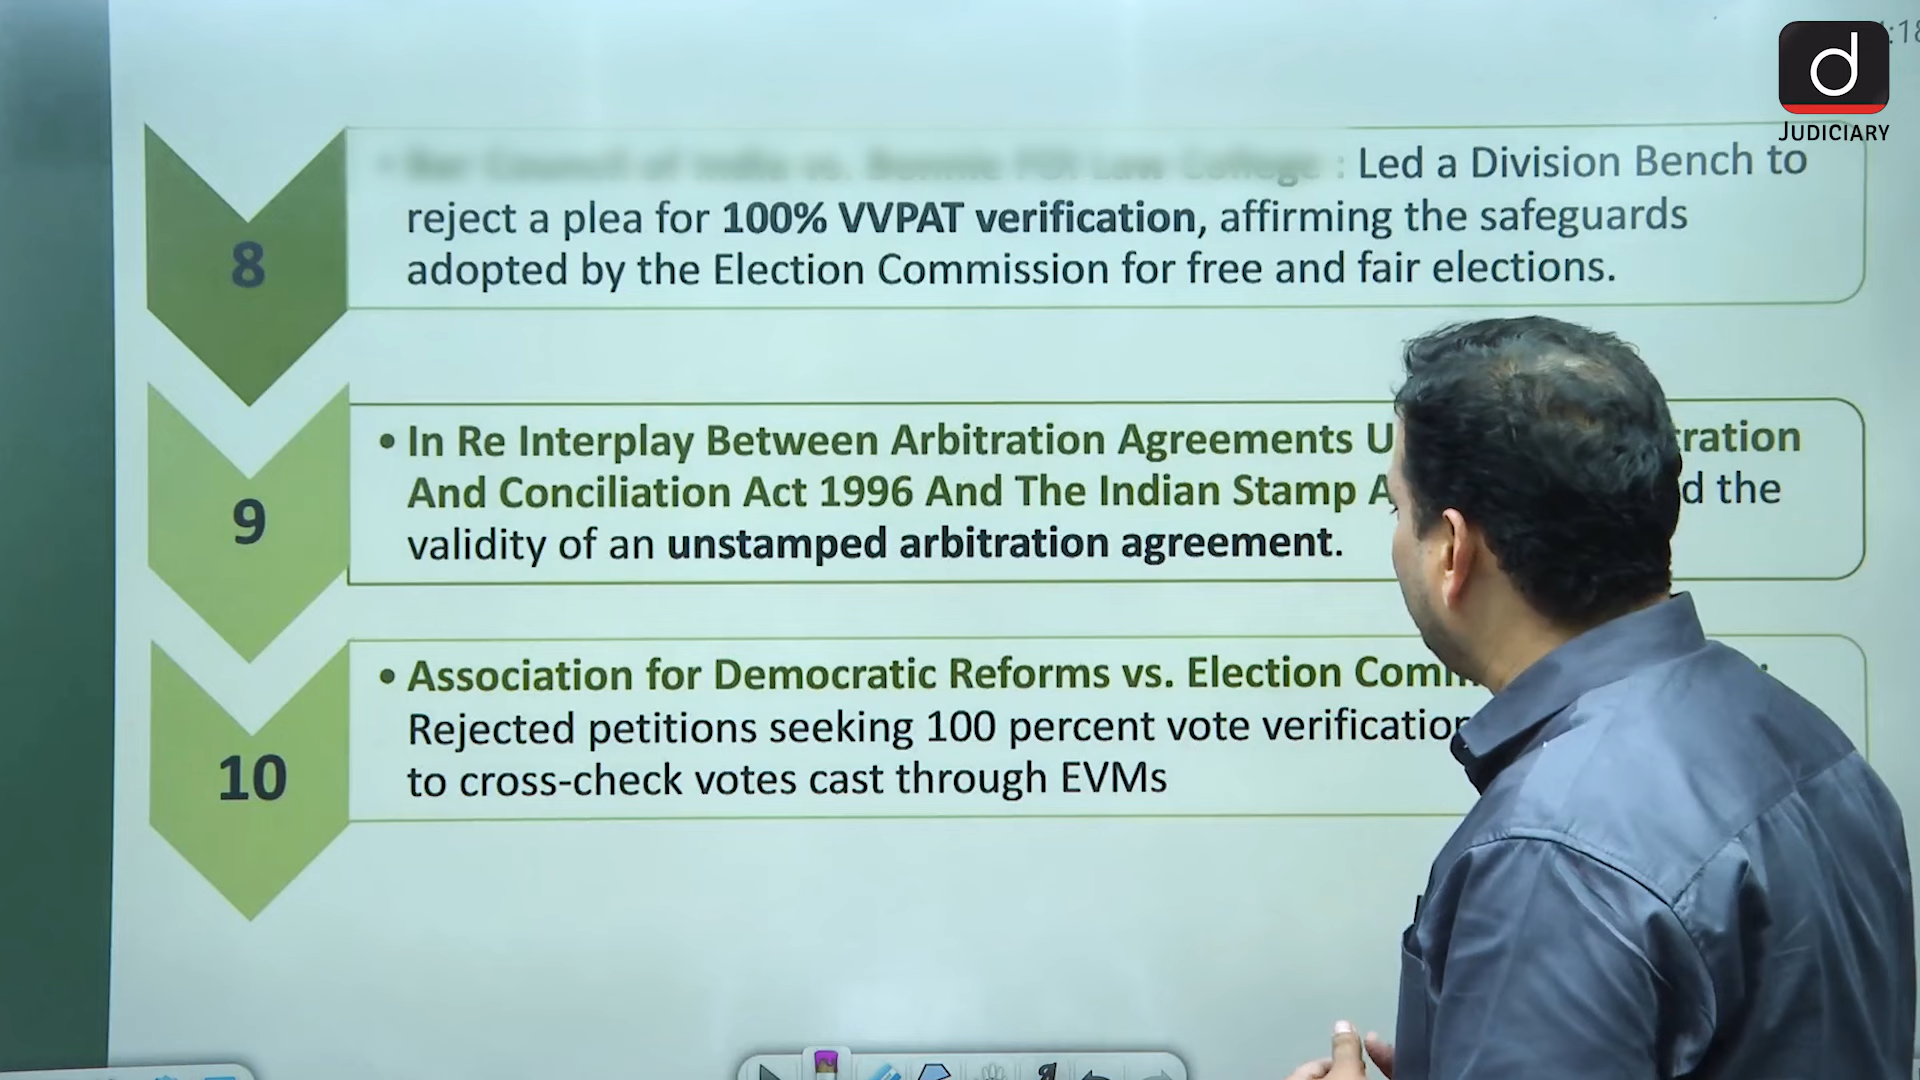 :18
d
JUDICIARY
8
: Led a Division Bench to
reject a plea for 100% VVPAT verification, affirming the safeguards
adopted by the Election Commission for free and fair elections.
9
• In Re Interplay Between Arbitration Agreements U tration
And Conciliation Act 1996 And The Indian Stamp A d the
validity of an unstamped arbitration agreement.
10
• Association for Democratic Reforms vs. Election Comm
Rejected petitions seeking 100 percent vote verification
to cross-check votes cast through EVMs